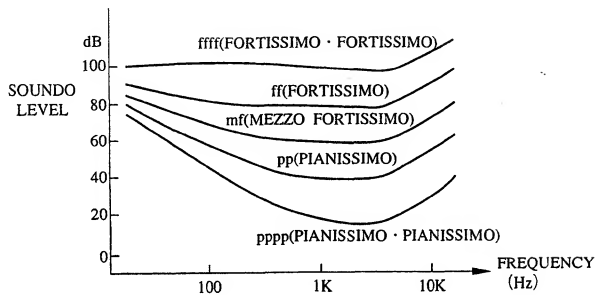 dB
ffff(FORTISSIMO · FORTISSIMO)
100
SOUNDO
LEVEL
80
ff(FORTISSIMO)
mf(MEZZO FORTISSIMO)
60
pp(PIANISSIMO)
40
20
pppp(PIANISSIMO · PIANISSIMO)
0
FREQUENCY
(Hz)
100
1K
10K